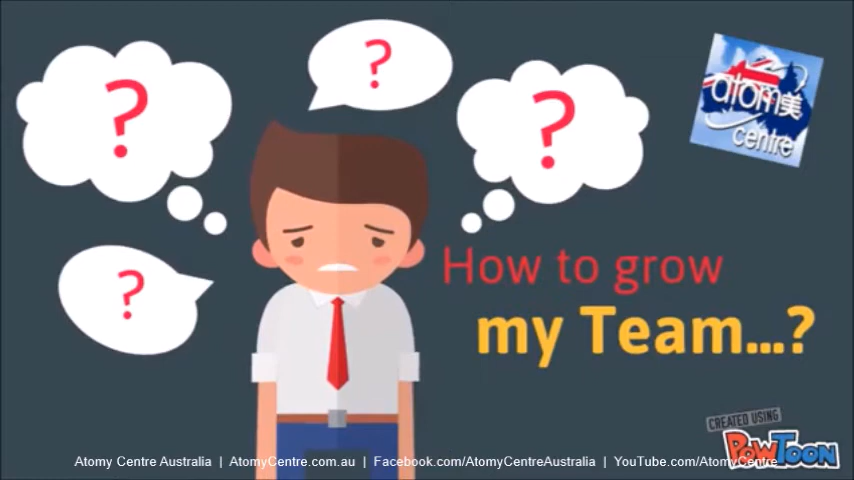 ?
?
?
?
atom美
centre
How to grow
my Team...?
CREATED USING
POWTOON
Atomy Centre Australia | AtomyCentre.com.au | Facebook.com/AtomyCentreAustralia | YouTube.com/AtomyCentre